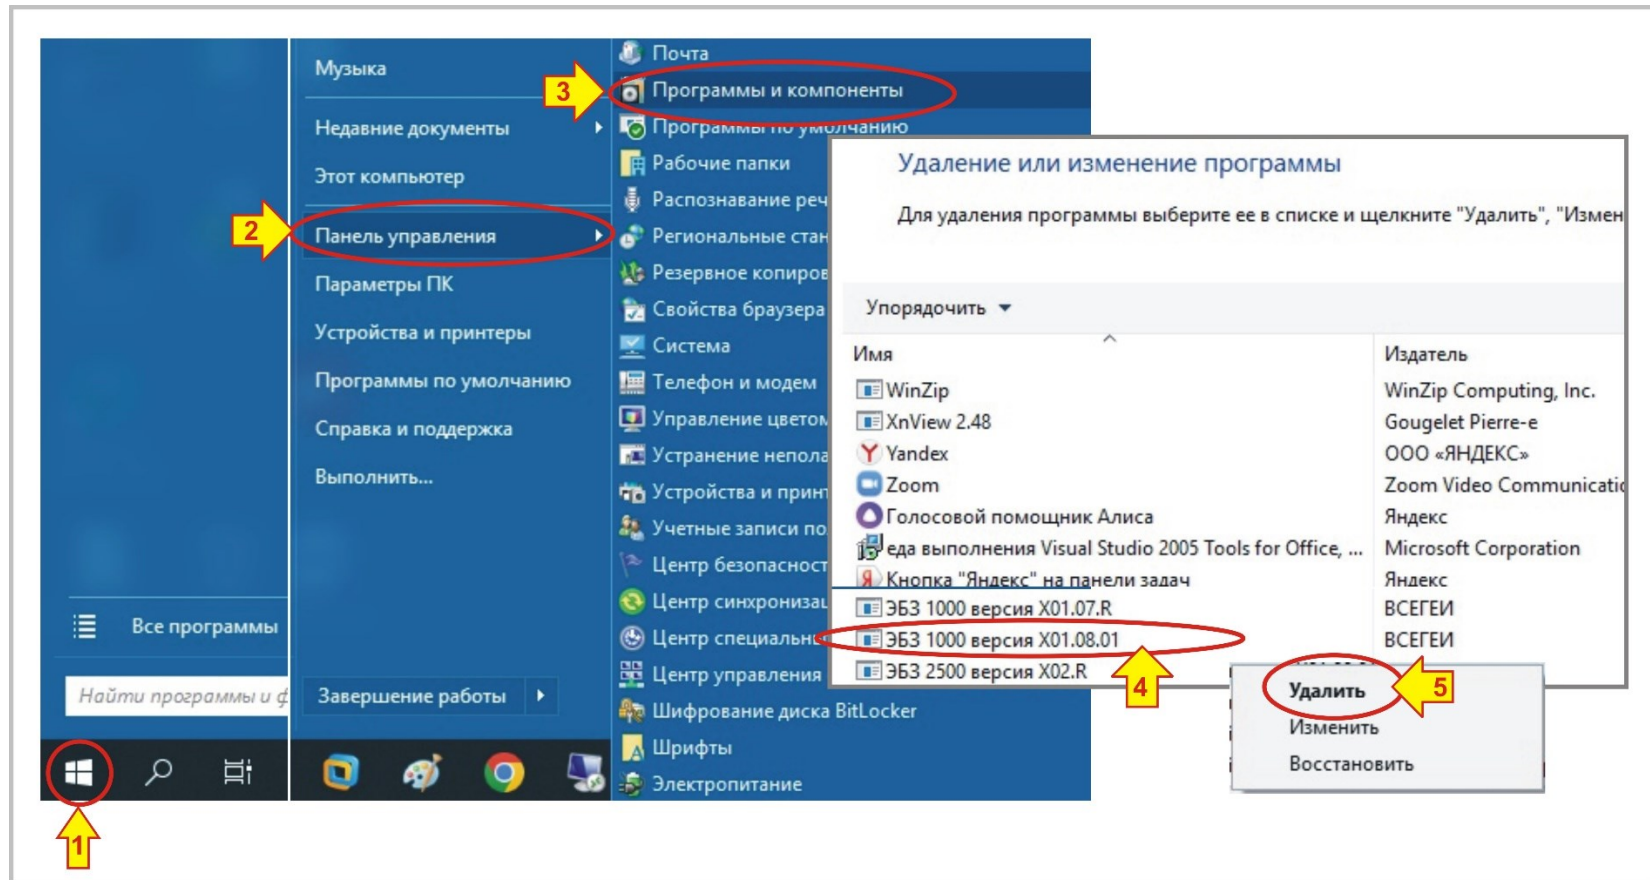 Музыка
Недавние документы
Этот компьютер
2
Панель управления
Параметры ПК
Устройства и принтеры
Программы по умолчанию
Справка и поддержка
Выполнить...
Все программы
Найти программы и ф
Завершение работы
1
Почта
3
Программы и компоненты
Программы по умолчанию
Рабочие папки
Распознавание реч
Региональные стан
Резервное копиров
Свойства браузера
Система
Телефон и модем
Управление цветом
Устранение непола
Устройства и принт
Учетные записи по
Центр безопасност
Центр синхронизац
Центр специальны
Центр управления
Шифрование диска BitLocker
Шрифты
Электропитание
Удаление или изменение программы
Для удаления программы выберите ее в списке и щелкните "Удалить", "Измен
Упорядочить
Имя Издатель
WinZip WinZip Computing, Inc.
XnView 2.48 Gougelet Pierre-e
Yandex ООО «ЯНДЕКС»
Zoom Zoom Video Communicatio
Голосовой помощник Алиса Яндекс
еда выполнения Visual Studio 2005 Tools for Office, ... Microsoft Corporation
Кнопка "Яндекс" на панели задач Яндекс
ЭБЗ 1000 версия X01.07.R ВСЕГЕИ
ЭБЗ 1000 версия X01.08.01 ВСЕГЕИ
ЭБЗ 2500 версия X02.R
4
Удалить
5
Изменить
Восстановить